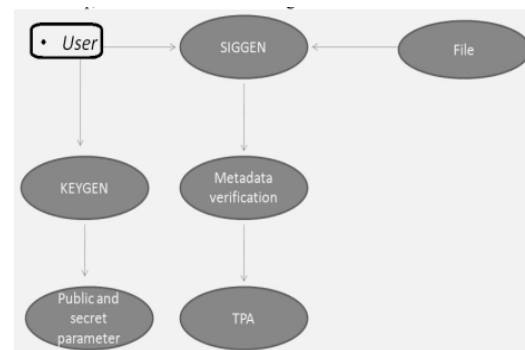 • User
SIGGEN
File
KEYGEN
Metadata
verification
Public and
secret
parameter
TPA